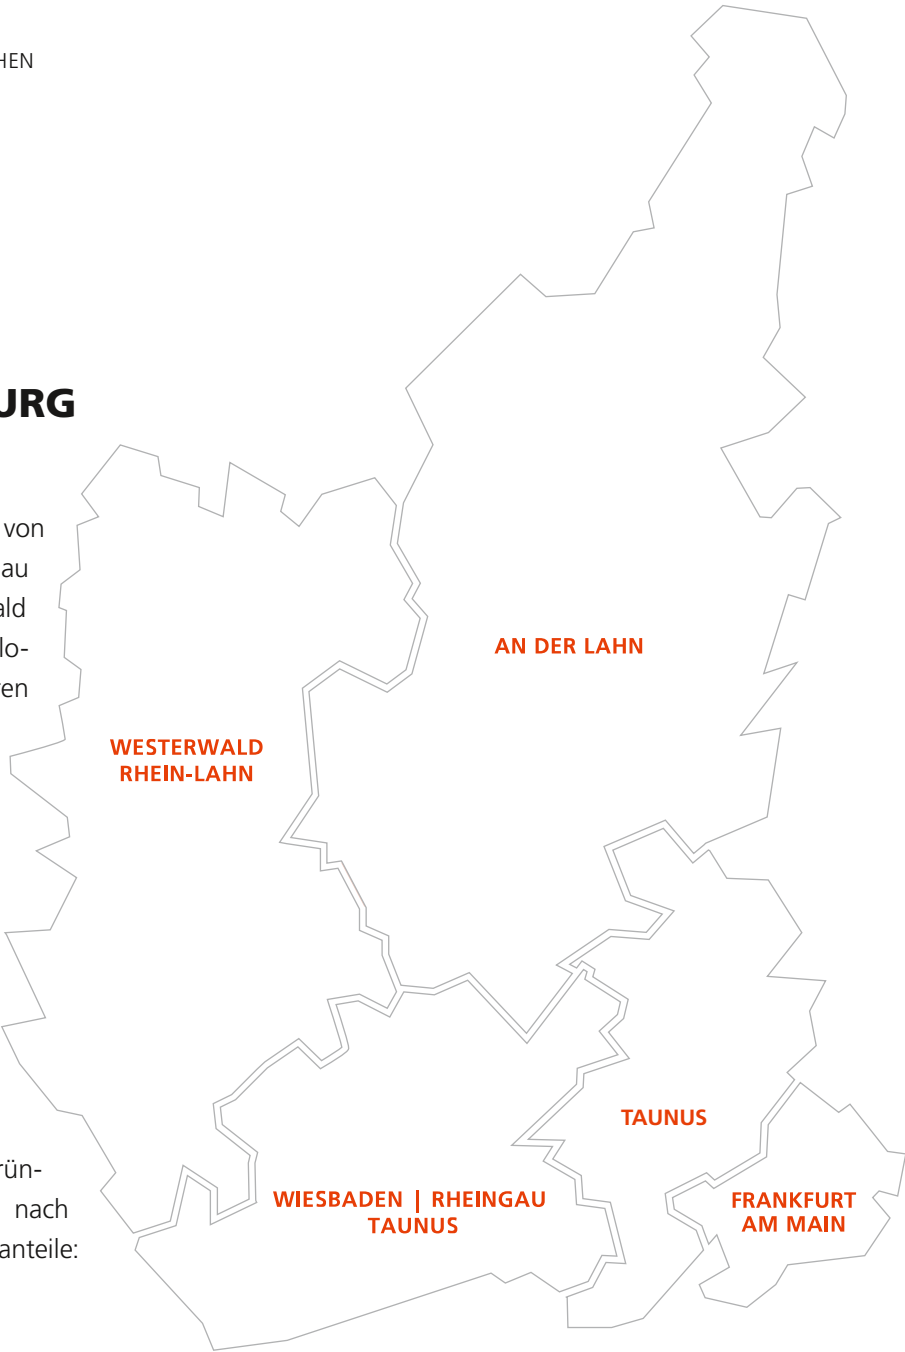 HEN
URG
von
au
ald
lo-
en
AN DER LAHN
WESTERWALD
RHEIN-LAHN
TAUNUS
rün-
nach
anteile:
WIESBADEN | RHEINGAU
TAUNUS
FRANKFURT
AM MAIN